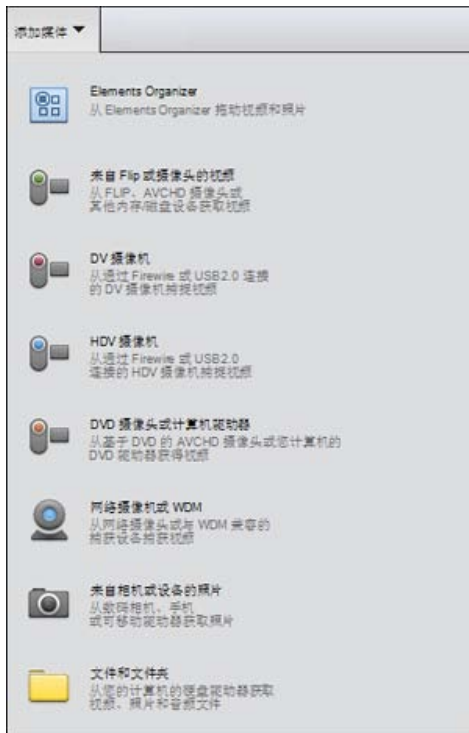 添加媒体
Elements Organizer
从 Elements Organizer 拖动视频和照片
来自 Flip 或摄像头的视频
从 FLIP、AVCHD 摄像头或
其他内存/磁盘设备获取视频
DV 摄像机
从通过 Firewire 或 USB2.0 连接
的 DV 摄像机捕捉视频
HDV 摄像机
从通过 Firewire 或 USB2.0
连接的 HDV 摄像机捕捉视频
DVD 摄像头或计算机驱动器
从基于 DVD 的 AVCHD 摄像头或您计算机的
DVD 驱动器获得视频
网络摄像机或 WDM
从网络摄像头或与 WDM 兼容的
捕获设备捕获视频
来自相机或设备的照片
从数码相机、手机
或可移动驱动器获取照片
文件和文件夹
从您的计算机的硬盘驱动器获取
视频、照片和音频文件